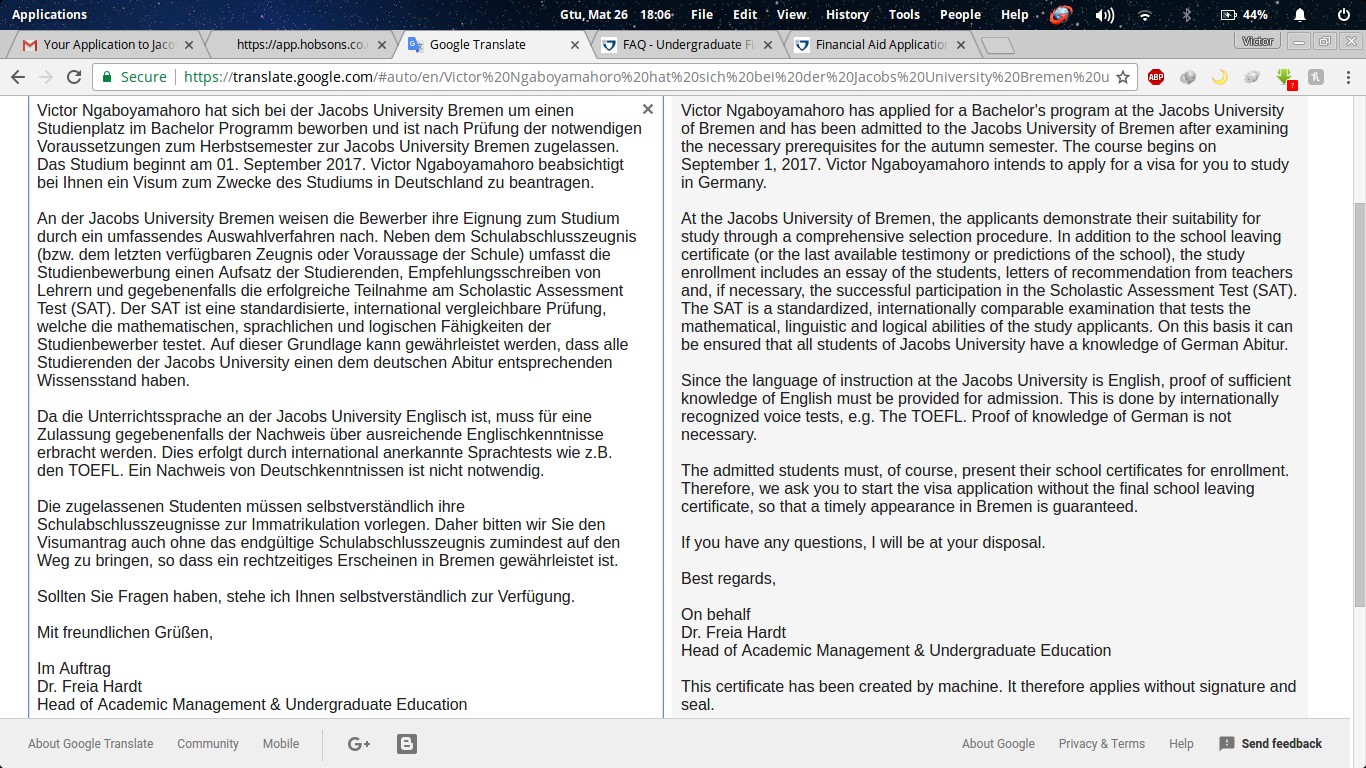 Applications
Gtu, Mat 26 18:06 File Edit View History Tools People Help 44%
Your Application to Jaco
https://app.hobsons.co.
Google Translate
FAQ - Undergraduate F
Financial Aid Application
Victor
Secure https://translate.google.com/#auto/en/Victor%20Ngaboyamahoro%20hat%20sich%20bei%20der%20Jacobs%20University%20Bremen%20u
ABP
?
Victor Ngaboyamahoro hat sich bei der Jacobs University Bremen um einen
Studienplatz im Bachelor Programm beworben und ist nach Prüfung der notwendigen
Voraussetzungen zum Herbstsemester zur Jacobs University Bremen zugelassen.
Das Studium beginnt am 01. September 2017. Victor Ngaboyamahoro beabsichtigt
bei Ihnen ein Visum zum Zwecke des Studiums in Deutschland zu beantragen.
An der Jacobs University Bremen weisen die Bewerber ihre Eignung zum Studium
durch ein umfassendes Auswahlverfahren nach. Neben dem Schulabschlusszeugnis
(bzw. dem letzten verfügbaren Zeugnis oder Voraussage der Schule) umfasst die
Studienbewerbung einen Aufsatz der Studierenden, Empfehlungsschreiben von
Lehrern und gegebenenfalls die erfolgreiche Teilnahme am Scholastic Assessment
Test (SAT). Der SAT ist eine standardisierte, international vergleichbare Prüfung,
welche die mathematischen, sprachlichen und logischen Fähigkeiten der
Studienbewerber testet. Auf dieser Grundlage kann gewährleistet werden, dass alle
Studierenden der Jacobs University einen dem deutschen Abitur entsprechenden
Wissensstand haben.
Da die Unterrichtssprache an der Jacobs University Englisch ist, muss für eine
Zulassung gegebenenfalls der Nachweis über ausreichende Englischkenntnisse
erbracht werden. Dies erfolgt durch international anerkannte Sprachtests wie z.B.
den TOEFL. Ein Nachweis von Deutschkenntnissen ist nicht notwendig.
Die zugelassenen Studenten müssen selbstverständlich ihre
Schulabschlusszeugnisse zur Immatrikulation vorlegen. Daher bitten wir Sie den
Visumantrag auch ohne das endgültige Schulabschlusszeugnis zumindest auf den
Weg zu bringen, so dass ein rechtzeitiges Erscheinen in Bremen gewährleistet ist.
Sollten Sie Fragen haben, stehe ich Ihnen selbstverständlich zur Verfügung.
Mit freundlichen Grüßen,
Im Auftrag
Dr. Freia Hardt
Head of Academic Management & Undergraduate Education
Victor Ngaboyamahoro has applied for a Bachelor's program at the Jacobs University
of Bremen and has been admitted to the Jacobs University of Bremen after examining
the necessary prerequisites for the autumn semester. The course begins on
September 1, 2017. Victor Ngaboyamahoro intends to apply for a visa for you to study
in Germany.
At the Jacobs University of Bremen, the applicants demonstrate their suitability for
study through a comprehensive selection procedure. In addition to the school leaving
certificate (or the last available testimony or predictions of the school), the study
enrollment includes an essay of the students, letters of recommendation from teachers
and, if necessary, the successful participation in the Scholastic Assessment Test (SAT).
The SAT is a standardized, internationally comparable examination that tests the
mathematical, linguistic and logical abilities of the study applicants. On this basis it can
be ensured that all students of Jacobs University have a knowledge of German Abitur.
Since the language of instruction at the Jacobs University is English, proof of sufficient
knowledge of English must be provided for admission. This is done by internationally
recognized voice tests, e.g. The TOEFL. Proof of knowledge of German is not
necessary.
The admitted students must, of course, present their school certificates for enrollment.
Therefore, we ask you to start the visa application without the final school leaving
certificate, so that a timely appearance in Bremen is guaranteed.
If you have any questions, I will be at your disposal.
Best regards,
On behalf
Dr. Freia Hardt
Head of Academic Management & Undergraduate Education
This certificate has been created by machine. It therefore applies without signature and
seal.
About Google Translate Community Mobile G+
About Google Privacy & Terms Help Send feedback